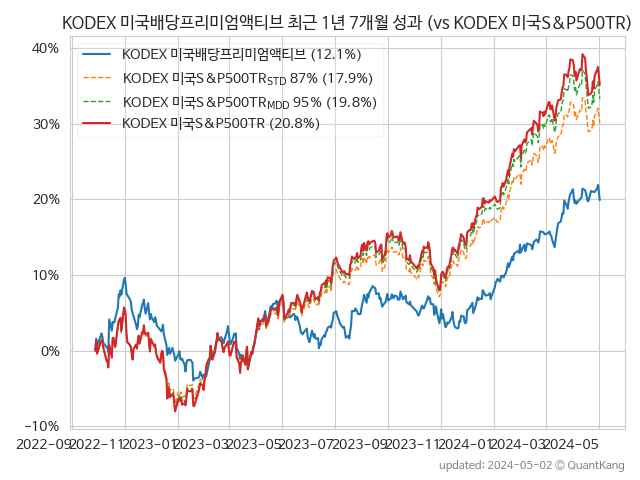 KODEX 미국배당프리미엄액티브 최근 1년 7개월 성과 (vs KODEX 미국S&P500TR)
40%
30%
20%
10%
0%
−10%
KODEX 미국배당프리미엄액티브 (12.1%)
KODEX 미국S&P500TR_STD 87% (17.9%)
KODEX 미국S&P500TR_MDD 95% (19.8%)
KODEX 미국S&P500TR (20.8%)
2022-09 2022-11 2023-01 2023-03 2023-05 2023-07 2023-09 2023-11 2024-01 2024-03 2024-05
updated: 2024-05-02 © QuantKang